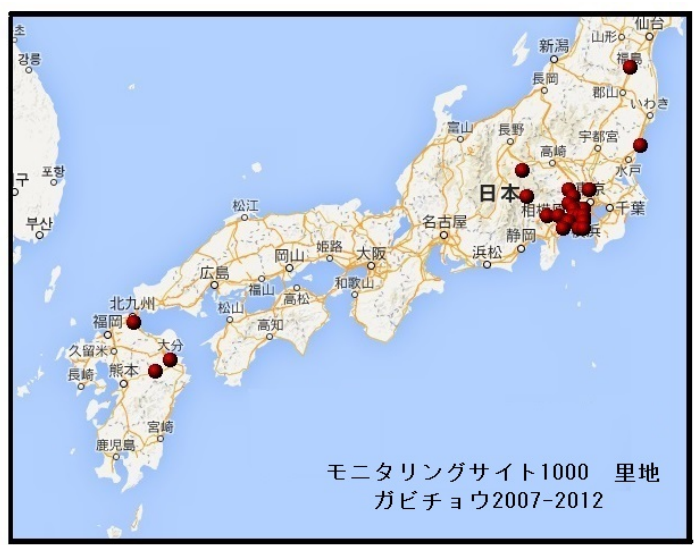 초
강릉
구
포항
부산
仙台
山形
新潟
福島
長岡
郡山
いわき
富山
長野
宇都宮
高崎
水戸
日本
京
相模
千葉
浜
松江
名古屋
静岡
浜松
姫路
岡山
大阪
広島
福山
高松
和歌山
北九州
松山
福岡
高知
久留米
大分
長崎
熊本
宮崎
鹿児島
モニタリングサイト1000 里地
ガビチョウ2007-2012